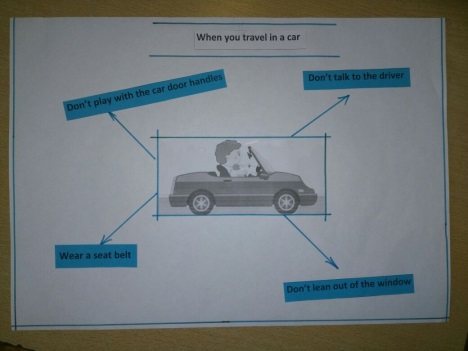 When you travel in a car
Don't play with the car door handles
Don't talk to the driver
Wear a seat belt
Don't lean out of the window